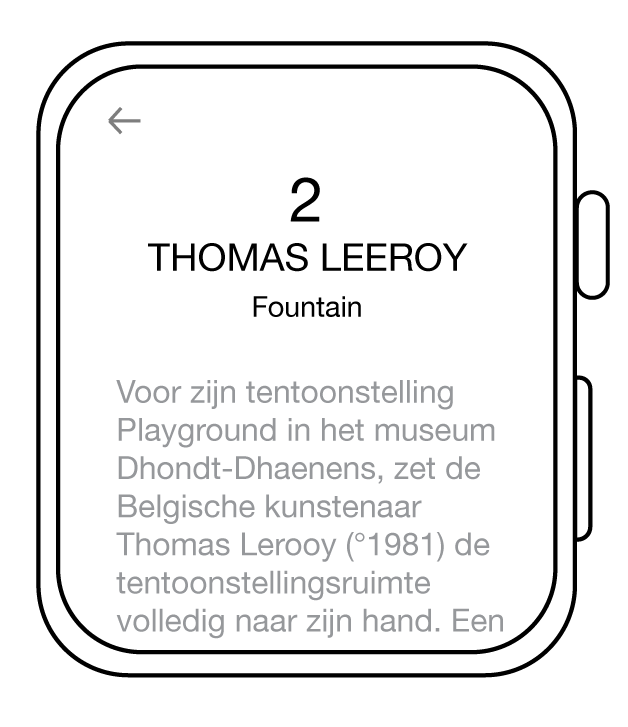 2
THOMAS LEEROY
Fountain
Voor zijn tentoonstelling
Playground in het museum
Dhondt-Dhaenens, zet de
Belgische kunstenaar
Thomas Lerooy (°1981) de
tentoonstellingsruimte
volledig naar zijn hand. Een